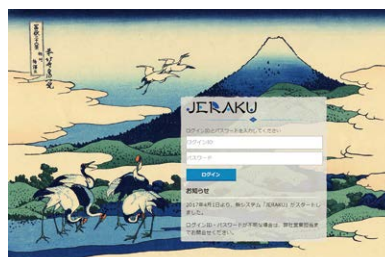 JERAKU
ログインIDとパスワードを入力してください
ログインID
パスワード
ログイン
お知らせ
2017年4月1日より、新システム「JERAKU」がスタートし
ました。
ログインID・パスワードが不明な場合は、弊社営業担当ま
でお問合せください。